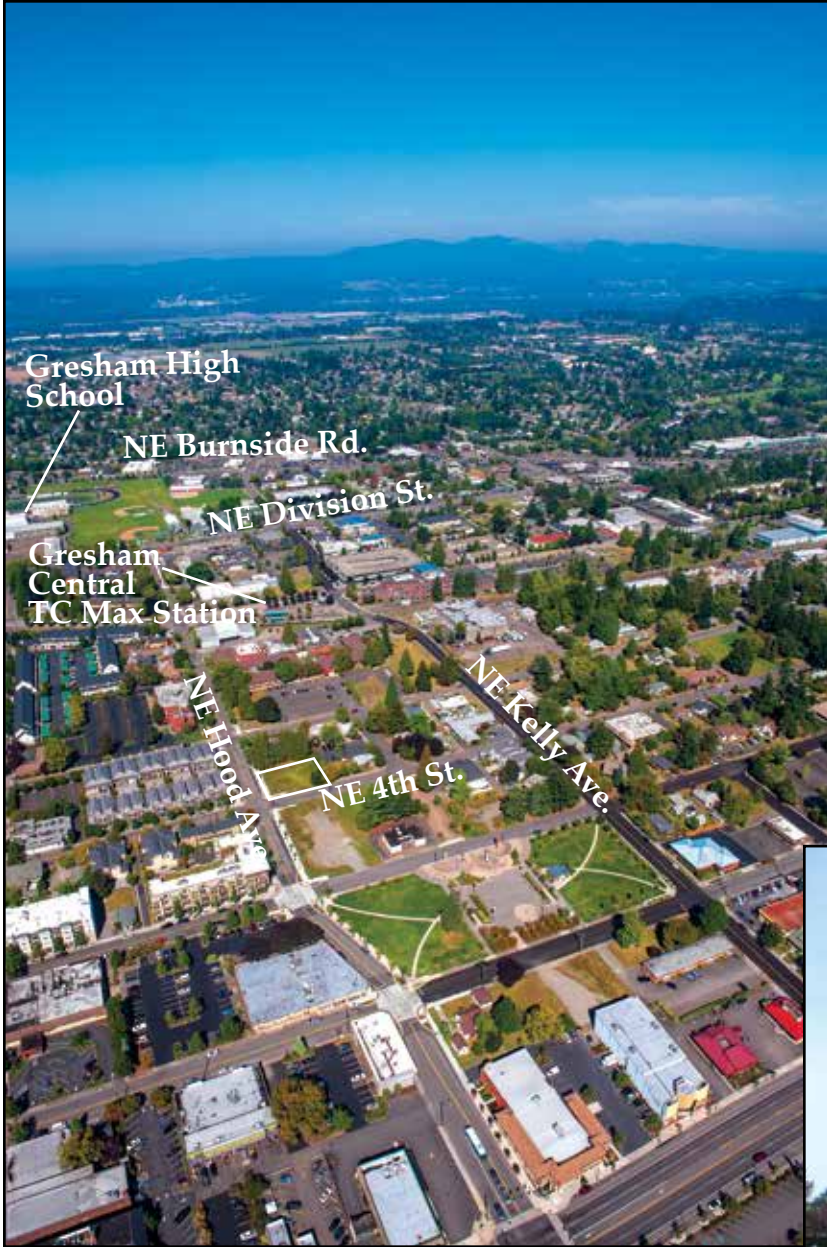 Gresham High
School
NE Burnside Rd.
NE Division St.
Gresham
Central
TC Max Station
NE Hood Ave
NE Kelly Ave.
NE 4th St.